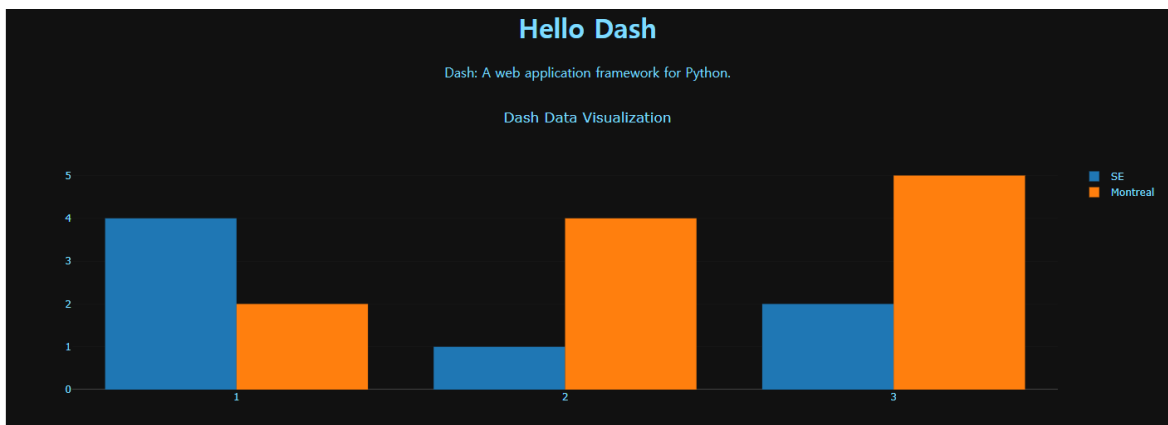 Hello Dash
Dash: A web application framework for Python.
Dash Data Visualization
5
4
3
2
1
0
1
2
3
SE
Montreal